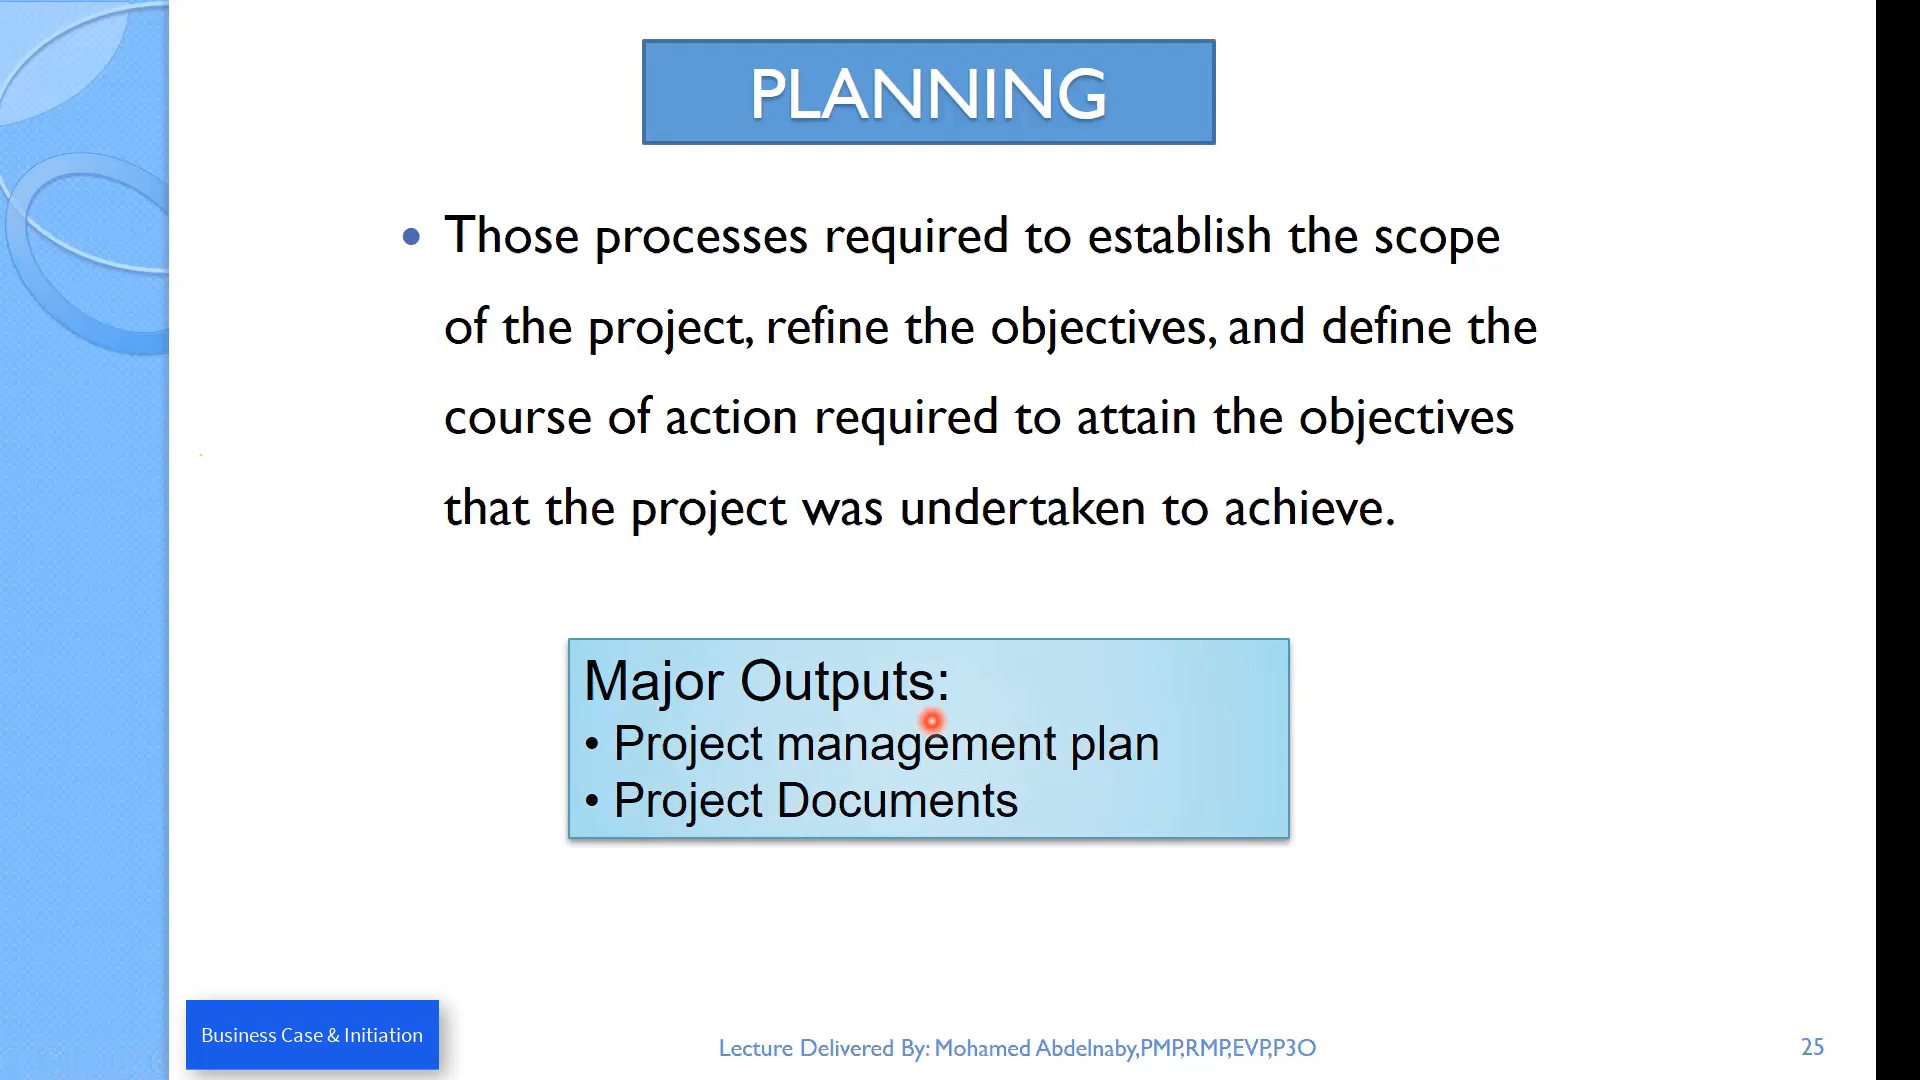 PLANNING
• Those processes required to establish the scope
of the project, refine the objectives, and define the
course of action required to attain the objectives
that the project was undertaken to achieve.
Major Outputs:
• Project management plan
• Project Documents
Business Case & Initiation
Lecture Delivered By: Mohamed Abdelnaby,PMP,RMP,EVP,P3O
25